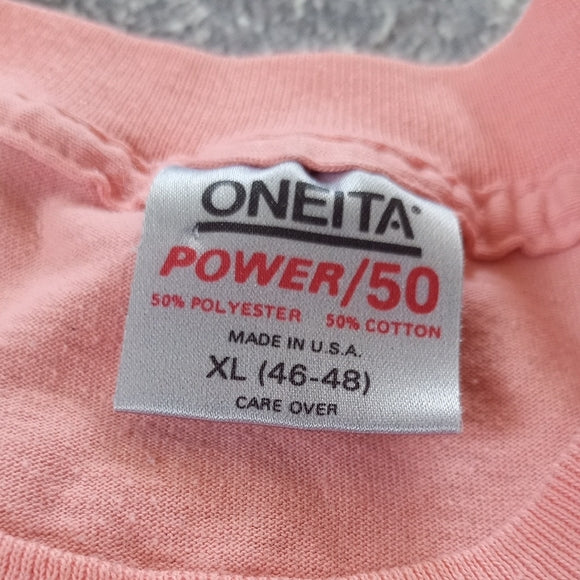 ONEITA®
POWER/50
50% POLYESTER 50% COTTON
MADE IN U.S.A.
XL (46-48)
CARE OVER